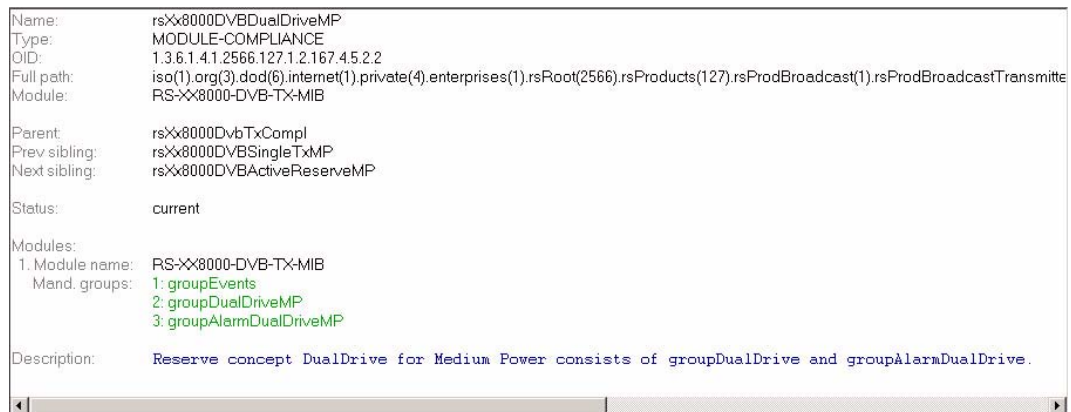 Name: rsXx8000DVBDualDriveMP
Type: MODULE-COMPLIANCE
OID: 1.3.6.1.4.1.2566.127.1.2.167.4.5.2.2
Full path: iso(1).org(3).dod(6).internet(1).private(4).enterprises(1).rsRoot(2566).rsProducts(127).rsProdBroadcast(1).rsProdBroadcastTransmitte
Module: RS-XX8000-DVB-TX-MIB
Parent: rsXx8000DvbTxCompl
Prev sibling: rsXx8000DVBSingleTxMP
Next sibling: rsXx8000DVBActiveReserveMP
Status: current
Modules:
1. Module name: RS-XX8000-DVB-TX-MIB
Mand. groups: 1: groupEvents
2: groupDualDriveMP
3: groupAlarmDualDriveMP
Description: Reserve concept DualDrive for Medium Power consists of groupDualDrive and groupAlarmDualDrive.